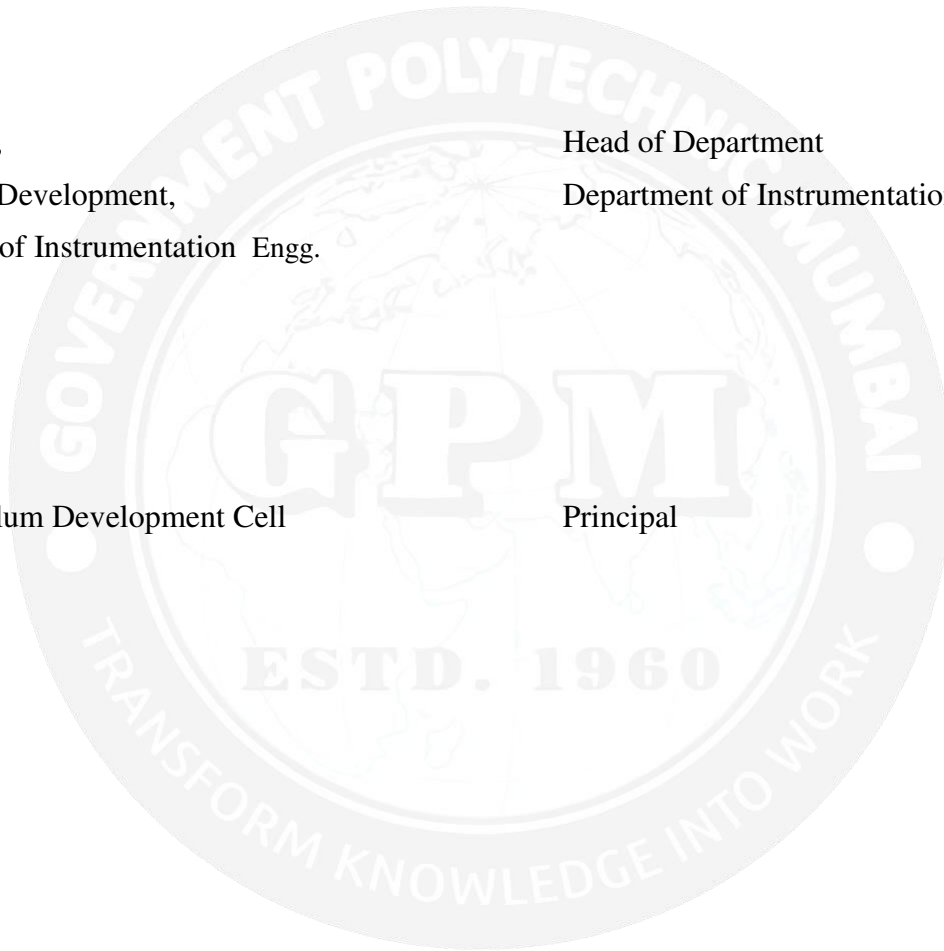 , Head of Department
Development, Department of Instrumentatio
of Instrumentation Engg.
lum Development Cell Principal
GOVERNMENT POLYTECHNIC MUMBAI
GPM
ESTD. 1960
TRANSFORM KNOWLEDGE INTO WORK